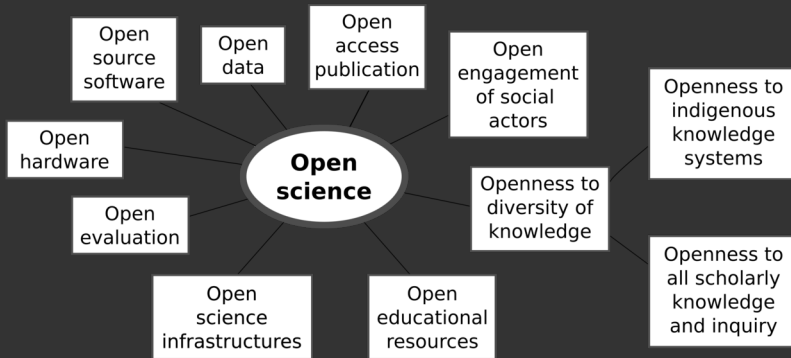 Open
source
software
Open
data
Open
access
publication
Open
engagement
of social
actors
Openness to
indigenous
knowledge
systems
Open
hardware
Open
science
Openness to
diversity of
knowledge
Open
evaluation
Openness to
all scholarly
knowledge
and inquiry
Open
science
infrastructures
Open
educational
resources